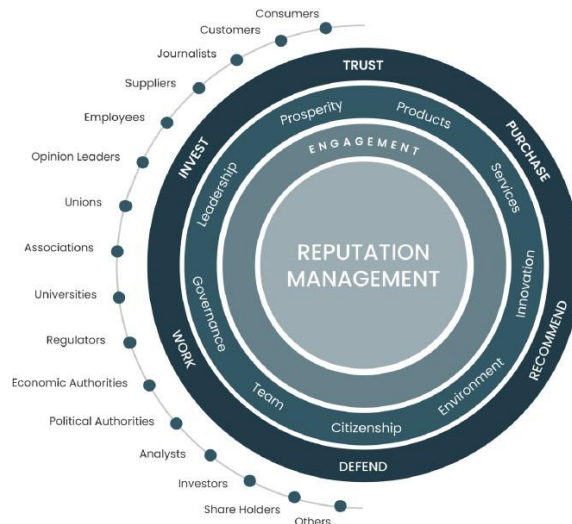 Consumers
Customers
Journalists
Suppliers
Employees
Opinion Leaders
Unions
Associations
Universities
Regulators
Economic Authorities
Political Authorities
Analysts
Investors
Share Holders
Others
TRUST
PURCHASE
RECOMMEND
DEFEND
WORK
INVEST
Prosperity
Products
Services
Innovation
Environment
Citizenship
Team
Governance
Leadership
ENGAGEMENT
REPUTATION
MANAGEMENT